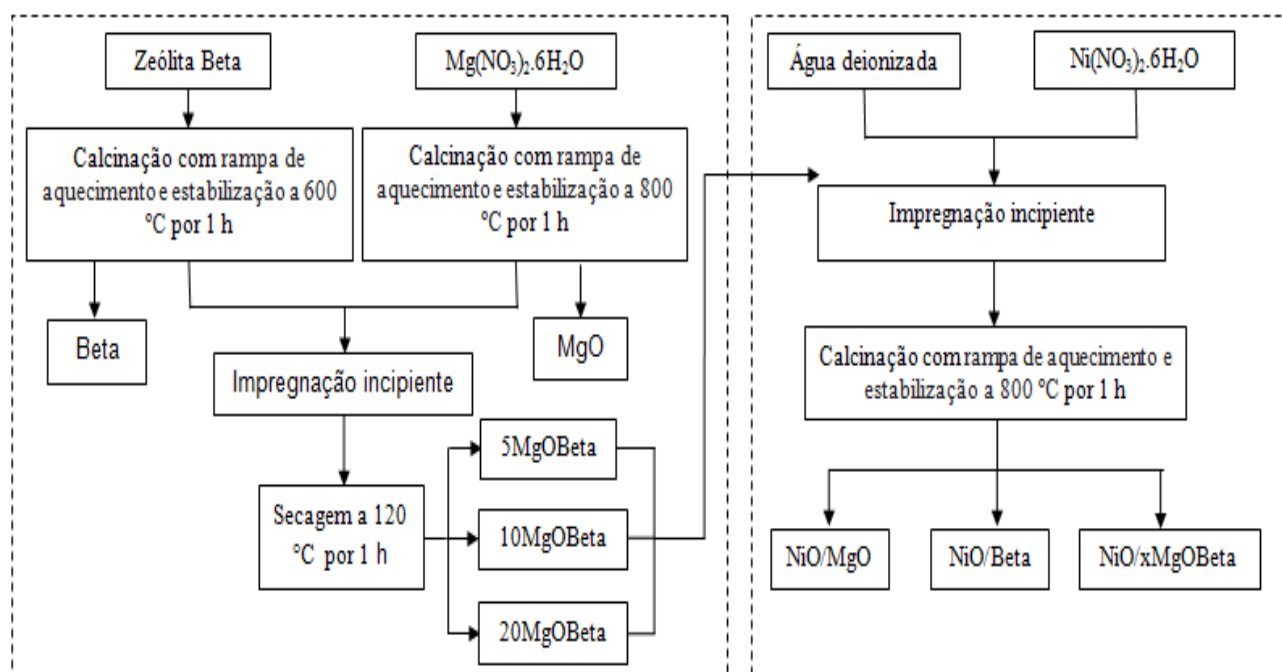 Zeólita Beta
Mg(NO₃)₂.6H₂O
Calcinação com rampa de
aquecimento e estabilização a 600
°C por 1 h
Calcinação com rampa de
aquecimento e estabilização a 800
°C por 1 h
Beta
MgO
Impregnação incipiente
Secagem a 120
°C por 1 h
5MgOBeta
10MgOBeta
20MgOBeta
Água deionizada
Ni(NO₃)₂.6H₂O
Impregnação incipiente
Calcinação com rampa de aquecimento e
estabilização a 800 °C por 1 h
NiO/MgO
NiO/Beta
NiO/xMgOBeta